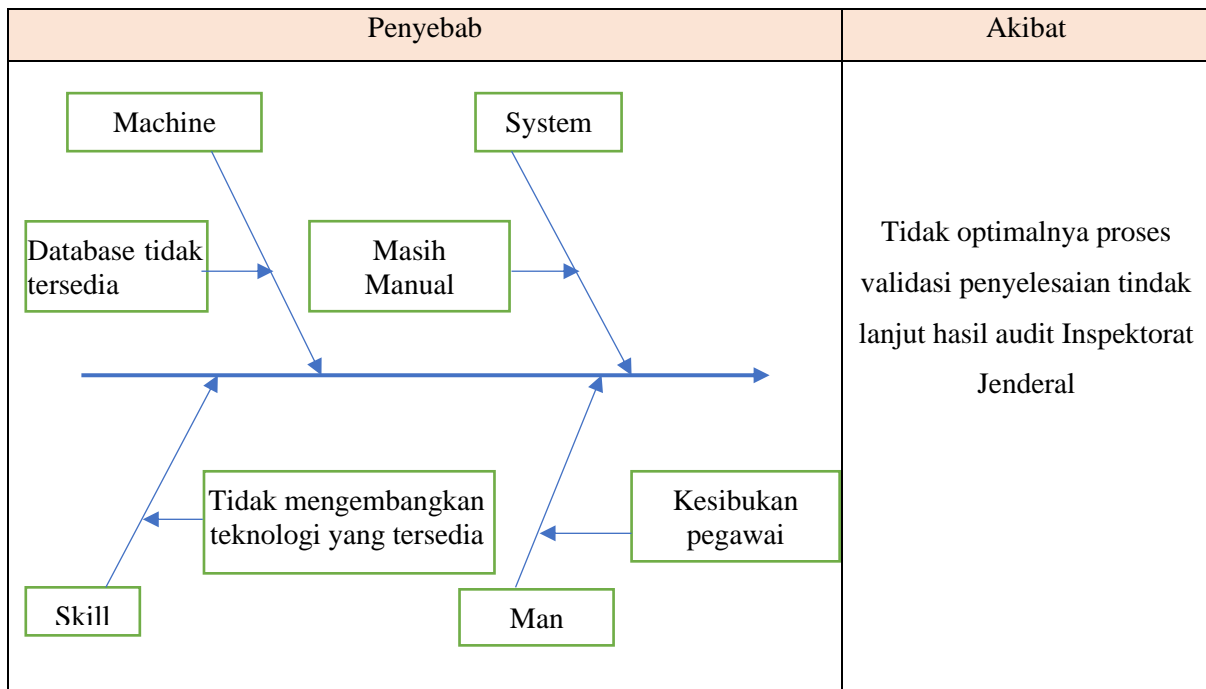 Penyebab
Akibat
Machine
System
Database tidak
tersedia
Masih
Manual
Tidak optimalnya proses
validasi penyelesaian tindak
lanjut hasil audit Inspektorat
Jenderal
Tidak mengembangkan
teknologi yang tersedia
Kesibukan
pegawai
Skill
Man